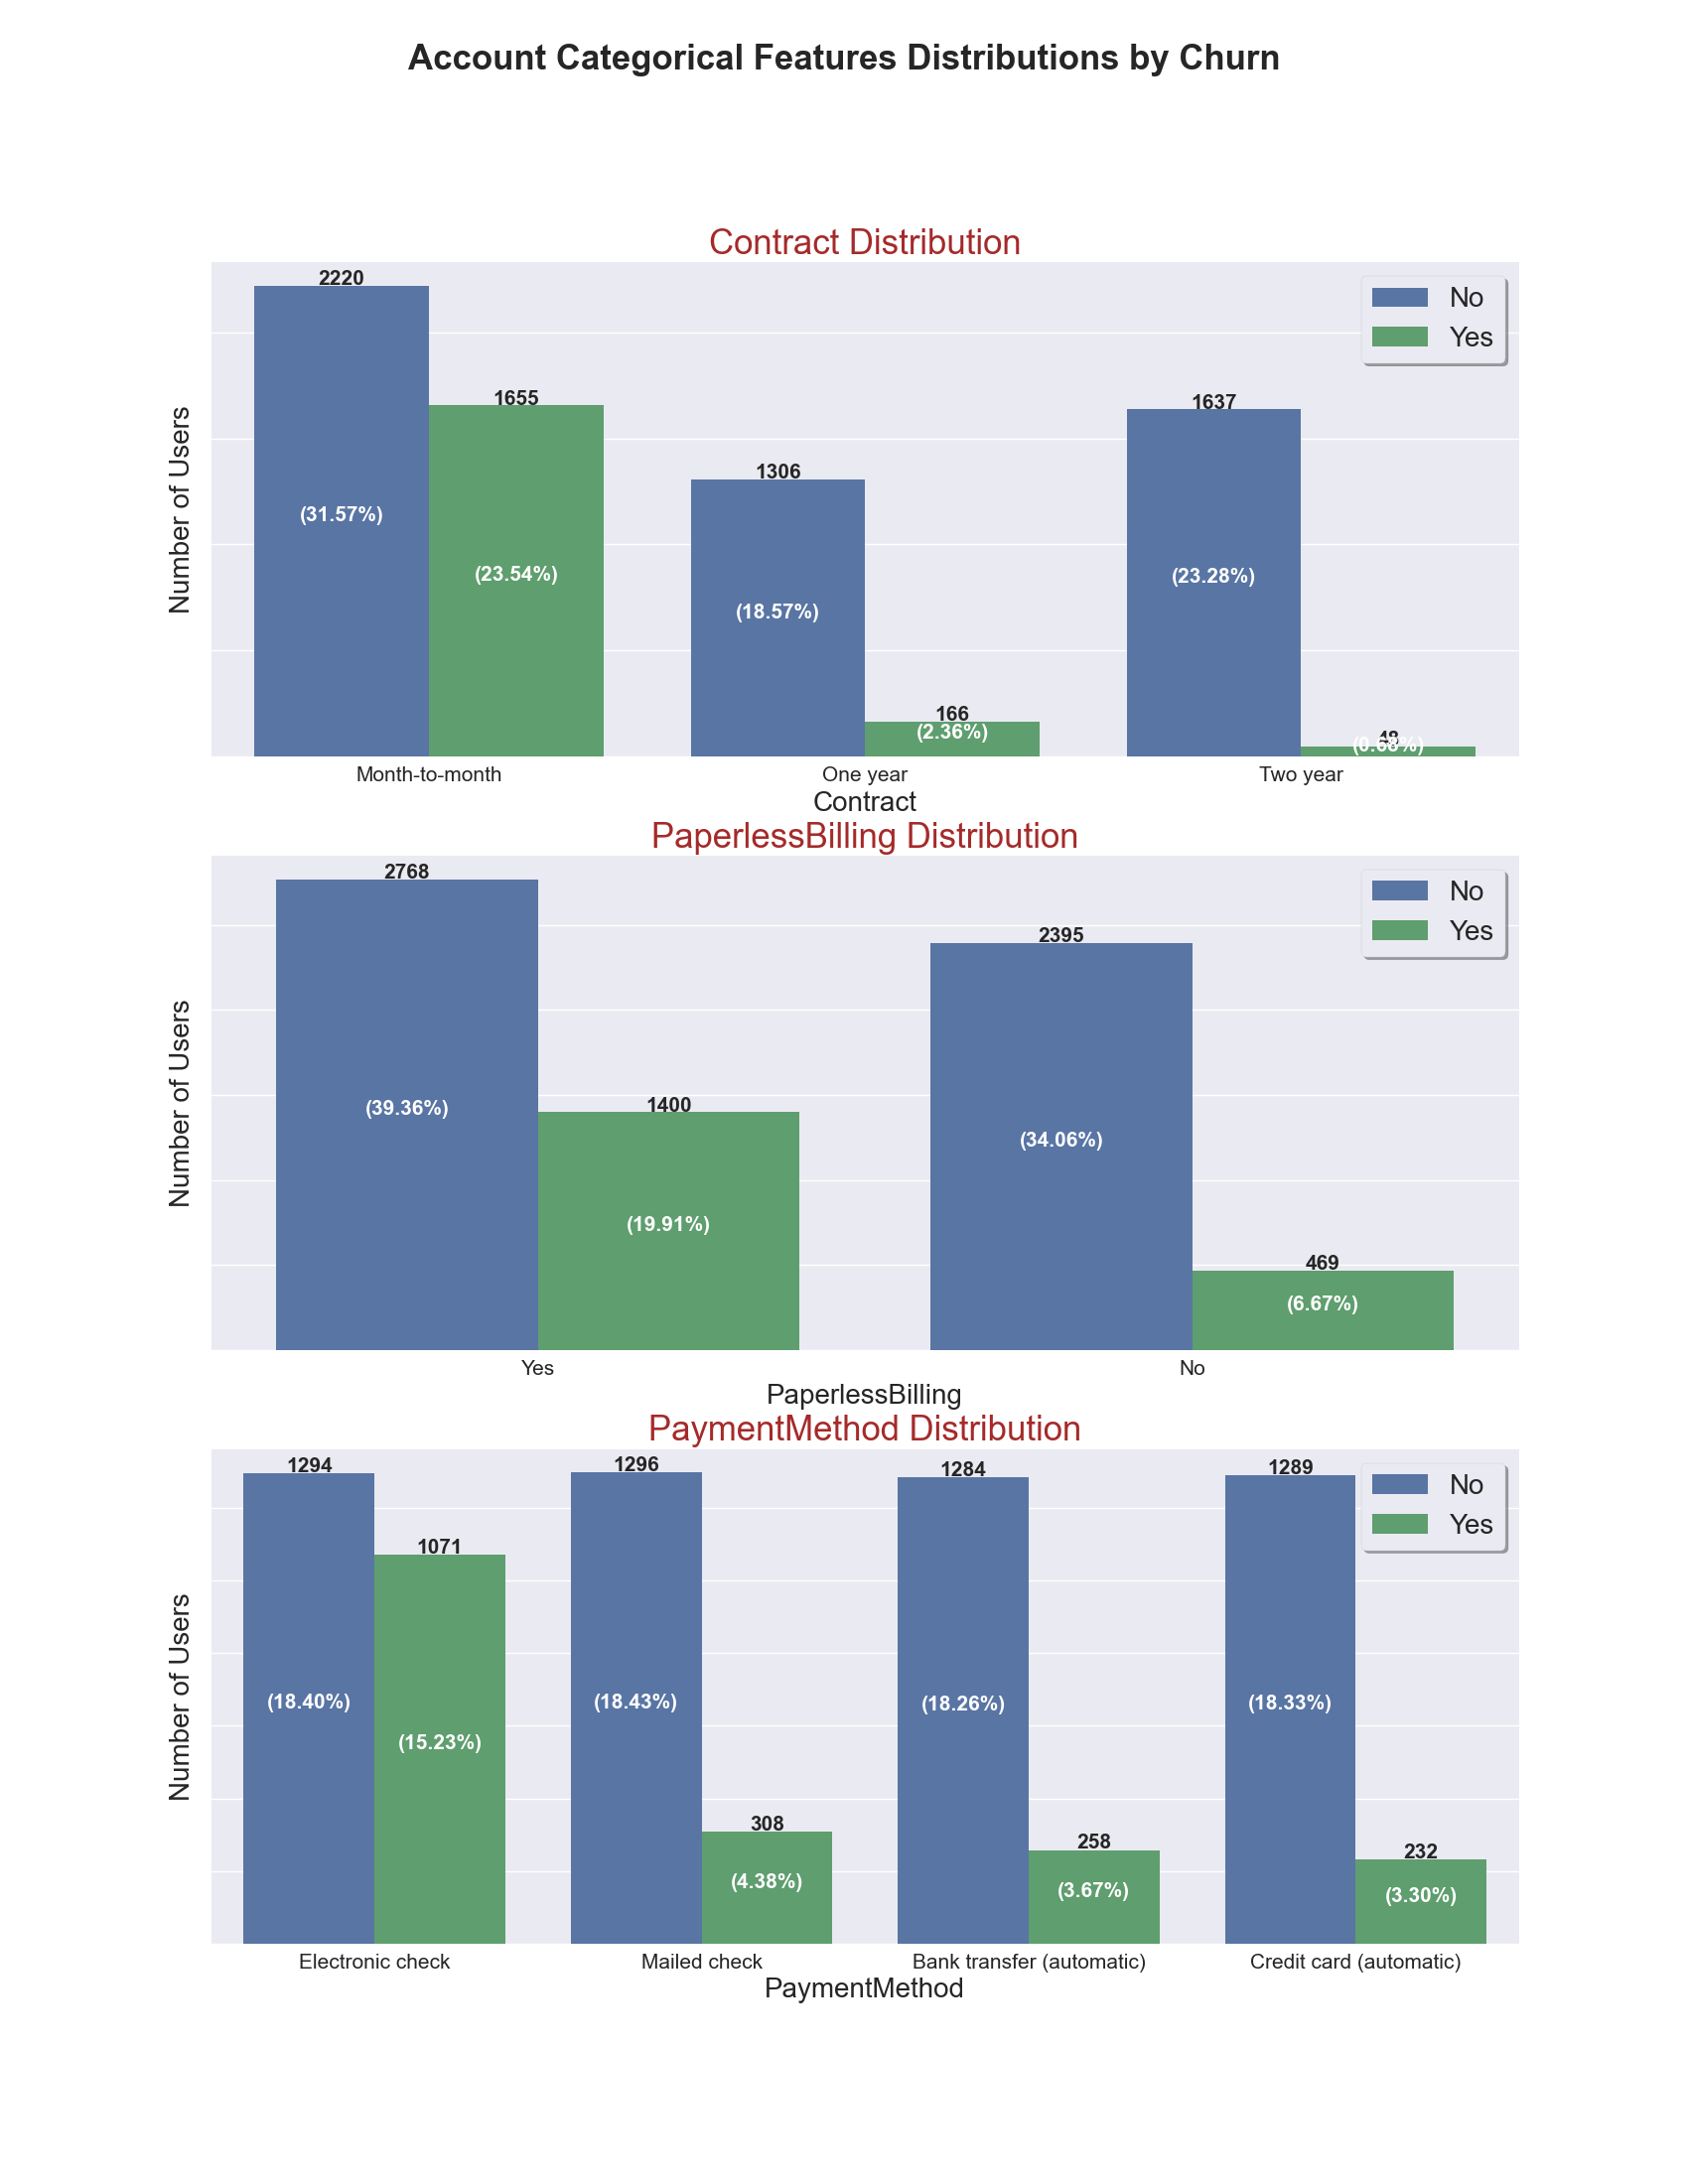 Account Categorical Features Distributions by Churn
Contract Distribution
No
Yes
2220
1655
1306
166
1637
48
(31.57%)
(23.54%)
(18.57%)
(2.36%)
(23.28%)
(0.68%)
Number of Users
Month-to-month
One year
Two year
Contract
PaperlessBilling Distribution
No
Yes
2768
1400
2395
469
(39.36%)
(19.91%)
(34.06%)
(6.67%)
Number of Users
Yes
No
PaperlessBilling
PaymentMethod Distribution
No
Yes
1294
1071
1296
308
1284
258
1289
232
(18.40%)
(15.23%)
(18.43%)
(4.38%)
(18.26%)
(3.67%)
(18.33%)
(3.30%)
Number of Users
Electronic check
Mailed check
Bank transfer (automatic)
Credit card (automatic)
PaymentMethod